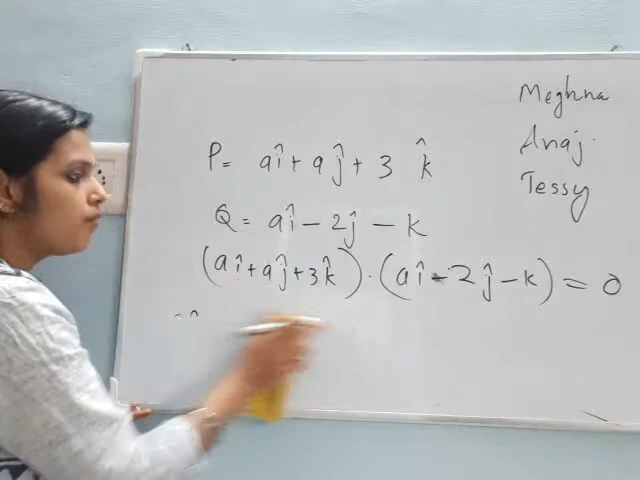 Meghna
Anaj.
Tessy
P = aî + aĵ + 3 k̂
Q = aî - 2ĵ - k
(aî + aĵ + 3k̂) · (aî - 2ĵ - k) = 0